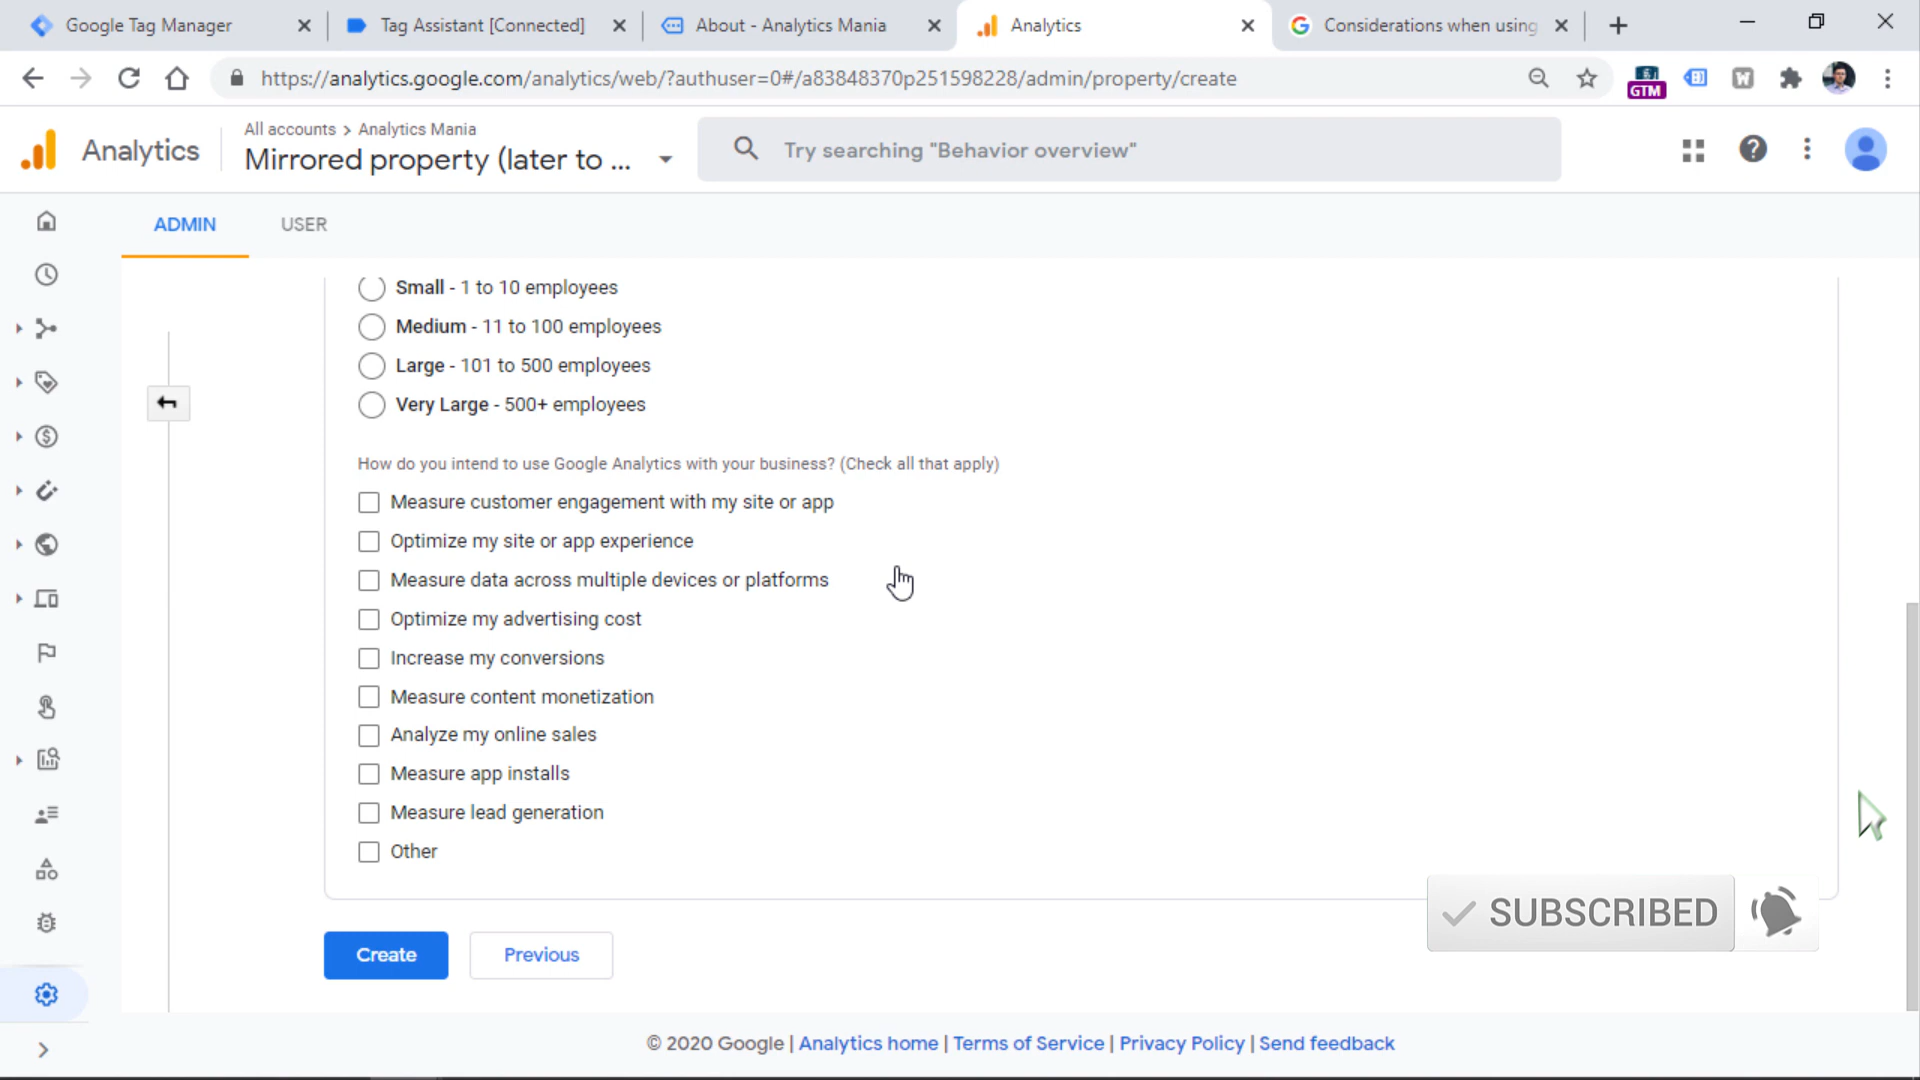 Google Tag Manager
Tag Assistant [Connected]
About - Analytics Mania
Analytics
Considerations when using
https://analytics.google.com/analytics/web/?authuser=0#/a83848370p251598228/admin/property/create
GTM
W
Analytics
All accounts > Analytics Mania
Mirrored property (later to ...
Try searching "Behavior overview"
ADMIN
USER
Small - 1 to 10 employees
Medium - 11 to 100 employees
Large - 101 to 500 employees
Very Large - 500+ employees
How do you intend to use Google Analytics with your business? (Check all that apply)
Measure customer engagement with my site or app
Optimize my site or app experience
Measure data across multiple devices or platforms
Optimize my advertising cost
Increase my conversions
Measure content monetization
Analyze my online sales
Measure app installs
Measure lead generation
Other
SUBSCRIBED
Create
Previous
© 2020 Google | Analytics home | Terms of Service | Privacy Policy | Send feedback